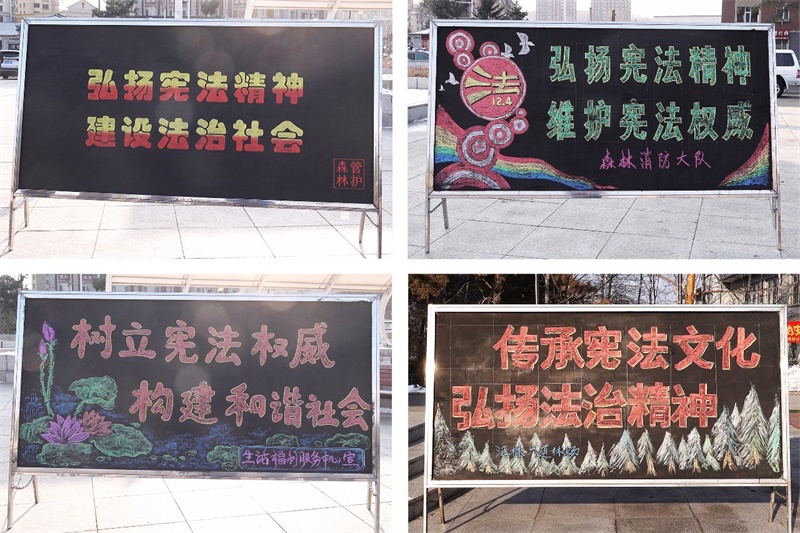 弘扬宪法精神
建设法治社会
森林管护
法
12.4
弘扬宪法精神
维护宪法权威
森林消防大队
树立宪法权威
构建和谐社会
生活福利服务中心宣
传承宪法文化
弘扬法治精神